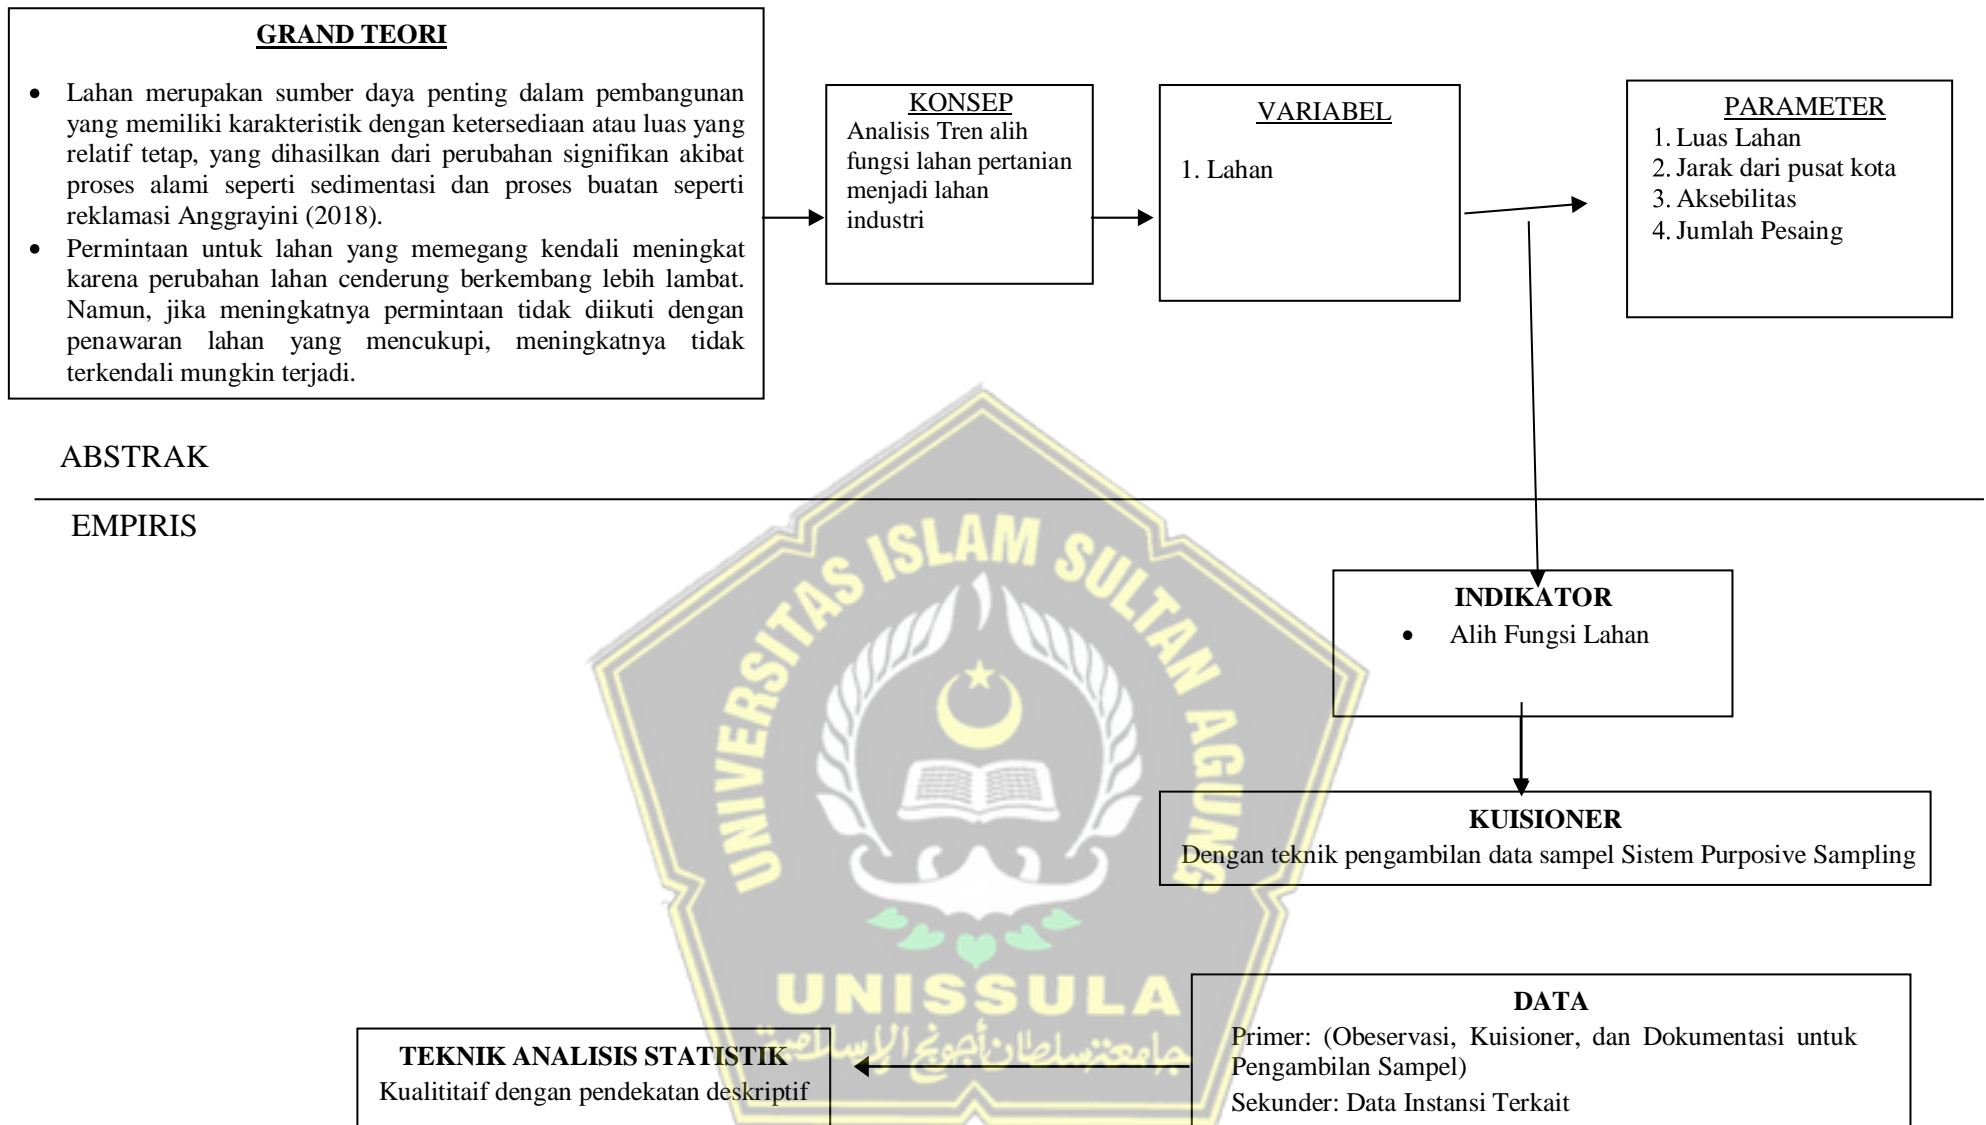 GRAND TEORI
• Lahan merupakan sumber daya penting dalam pembangunan
yang memiliki karakteristik dengan ketersediaan atau luas yang
relatif tetap, yang dihasilkan dari perubahan signifikan akibat
proses alami seperti sedimentasi dan proses buatan seperti
reklamasi Anggrayini (2018).
• Permintaan untuk lahan yang memegang kendali meningkat
karena perubahan lahan cenderung berkembang lebih lambat.
Namun, jika meningkatnya permintaan tidak diikuti dengan
penawaran lahan yang mencukupi, meningkatnya tidak
terkendali mungkin terjadi.
KONSEP
Analisis Tren alih
fungsi lahan pertanian
menjadi lahan
industri
VARIABEL
1. Lahan
PARAMETER
1. Luas Lahan
2. Jarak dari pusat kota
3. Aksebilitas
4. Jumlah Pesaing
ABSTRAK
EMPIRIS
UNIVERSITAS ISLAM SULTAN AGUNG
INDIKATOR
• Alih Fungsi Lahan
KUISIONER
Dengan teknik pengambilan data sampel Sistem Purposive Sampling
UNISSULA
جامعتسلطان أجونج الإسلامية
DATA
Primer: (Obeservasi, Kuisioner, dan Dokumentasi untuk
Pengambilan Sampel)
Sekunder: Data Instansi Terkait
TEKNIK ANALISIS STATISTIK
Kualititaif dengan pendekatan deskriptif